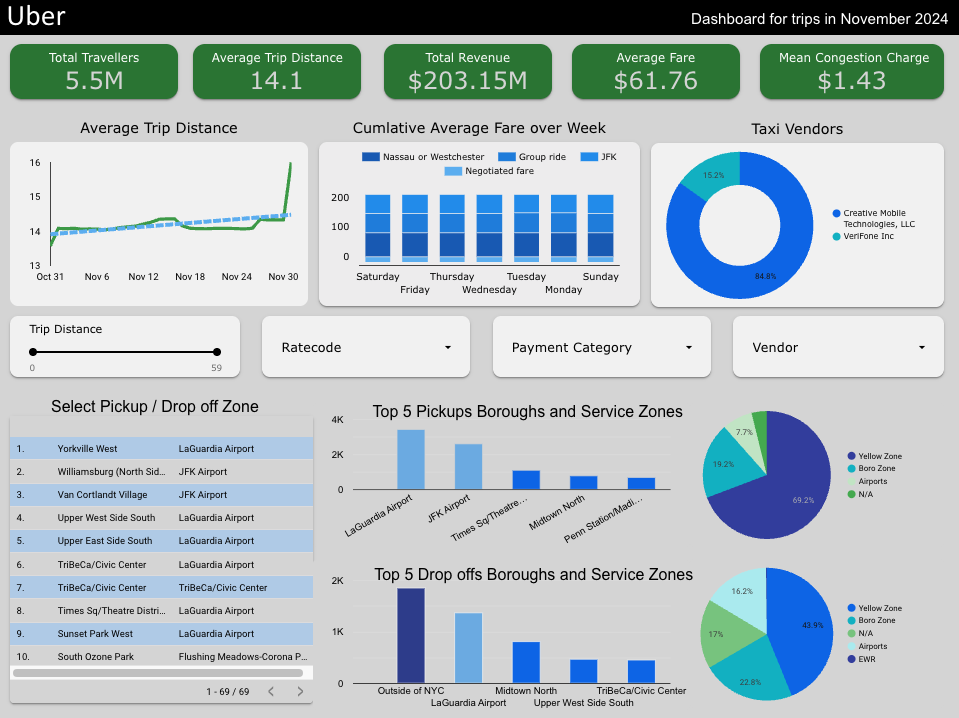 Uber
Dashboard for trips in November 2024
Total Travellers
5.5M
Average Trip Distance
14.1
Total Revenue
$203.15M
Average Fare
$61.76
Mean Congestion Charge
$1.43
Average Trip Distance
16
15
14
13
Oct 31 Nov 6 Nov 12 Nov 18 Nov 24 Nov 30
Cumlative Average Fare over Week
Nassau or Westchester Group ride JFK
Negotiated fare
200
100
0
Saturday Thursday Tuesday Sunday
Friday Wednesday Monday
Taxi Vendors
15.2%
84.8%
Creative Mobile
Technologies, LLC
VeriFone Inc
Trip Distance
0 59
Ratecode
Payment Category
Vendor
Select Pickup / Drop off Zone
1. Yorkville West LaGuardia Airport
2. Williamsburg (North Sid... JFK Airport
3. Van Cortlandt Village JFK Airport
4. Upper West Side South LaGuardia Airport
5. Upper East Side South LaGuardia Airport
6. TriBeCa/Civic Center LaGuardia Airport
7. TriBeCa/Civic Center TriBeCa/Civic Center
8. Times Sq/Theatre Distri... LaGuardia Airport
9. Sunset Park West LaGuardia Airport
10. South Ozone Park Flushing Meadows-Corona P...
1 - 69 / 69
Top 5 Pickups Boroughs and Service Zones
4K
2K
0
LaGuardia Airport
JFK Airport
Times Sq/Theatre...
Midtown North
Penn Station/Madi...
7.7%
19.2%
69.2%
Yellow Zone
Boro Zone
Airports
N/A
Top 5 Drop offs Boroughs and Service Zones
2K
1K
0
Outside of NYC Midtown North TriBeCa/Civic Center
LaGuardia Airport Upper West Side South
16.2%
43.9%
17%
22.8%
Yellow Zone
Boro Zone
N/A
Airports
EWR